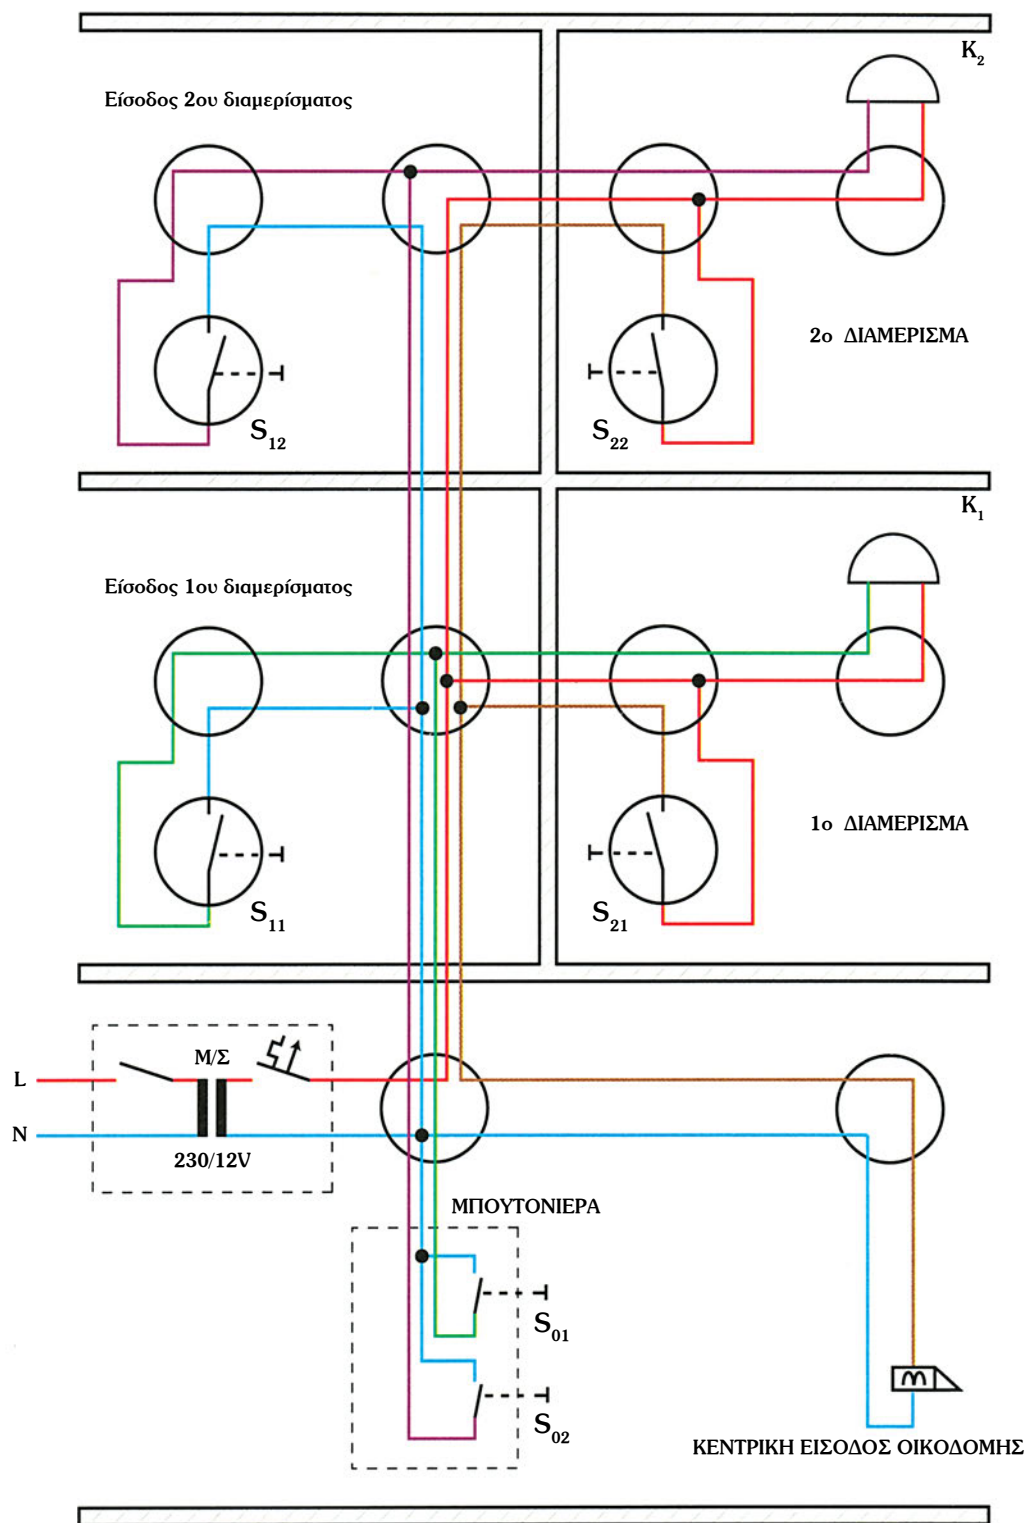 K2
Είσοδος 2ου διαμερίσματος
2ο ΔΙΑΜΕΡΙΣΜΑ
S12
S22
K1
Είσοδος 1ου διαμερίσματος
1ο ΔΙΑΜΕΡΙΣΜΑ
S11
S21
Μ/Σ
L
N
230/12V
ΜΠΟΥΤΟΝΙΕΡΑ
S01
S02
ΚΕΝΤΡΙΚΗ ΕΙΣΟΔΟΣ ΟΙΚΟΔΟΜΗΣ